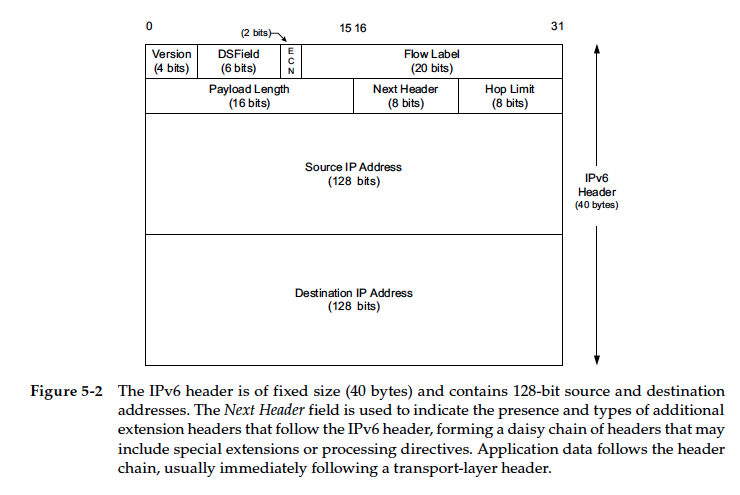 0 15 16 31
(2 bits)
Version DSField E C N Flow Label
(4 bits) (6 bits) (20 bits)
Payload Length Next Header Hop Limit
(16 bits) (8 bits) (8 bits)
Source IP Address
(128 bits)
IPv6
Header
(40 bytes)
Destination IP Address
(128 bits)
Figure 5-2 The IPv6 header is of fixed size (40 bytes) and contains 128-bit source and destination
addresses. The Next Header field is used to indicate the presence and types of additional
extension headers that follow the IPv6 header, forming a daisy chain of headers that may
include special extensions or processing directives. Application data follows the header
chain, usually immediately following a transport-layer header.